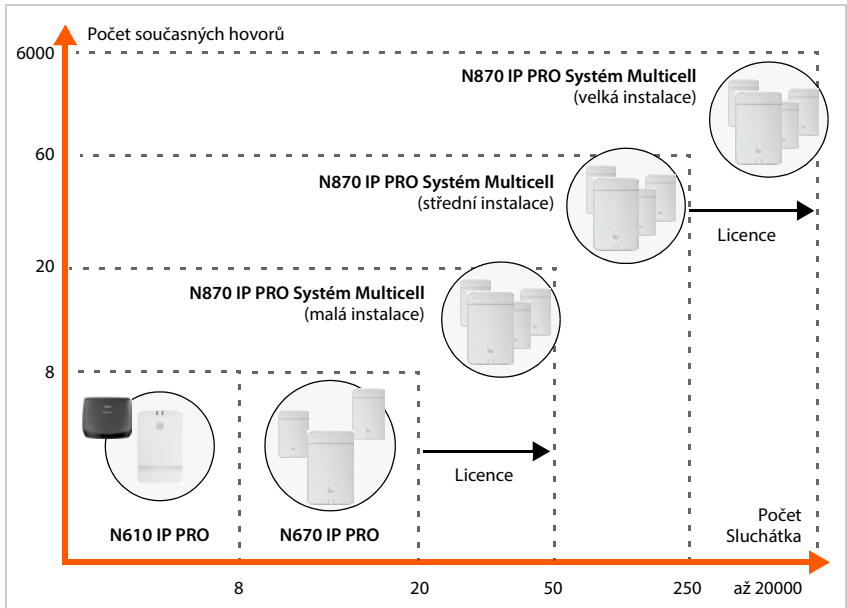 Počet současných hovorů
6000
N870 IP PRO Systém Multicell
(velká instalace)
60
N870 IP PRO Systém Multicell
(střední instalace)
Licence
20
N870 IP PRO Systém Multicell
(malá instalace)
8
Licence
N610 IP PRO
N670 IP PRO
Počet
Sluchátka
8
20
50
250
až 20000